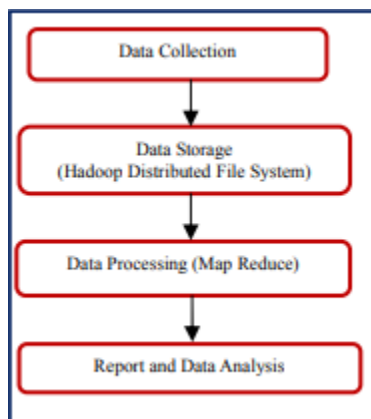 Data Collection
Data Storage
(Hadoop Distributed File System)
Data Processing (Map Reduce)
Report and Data Analysis